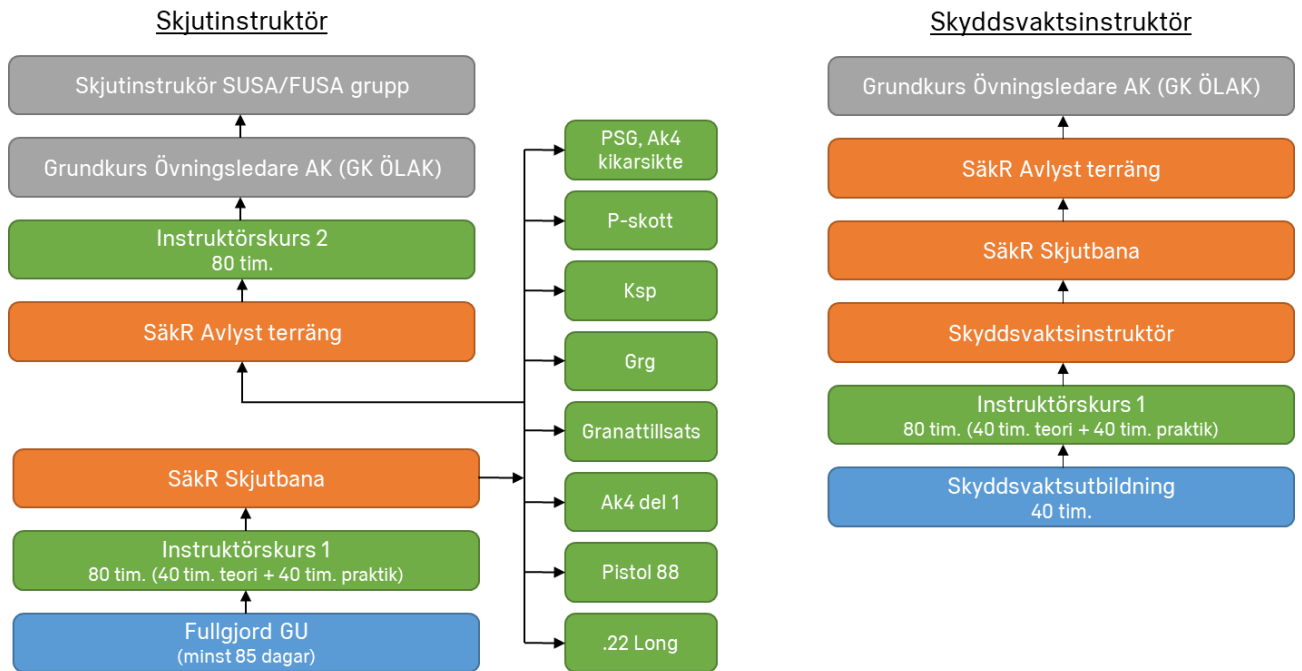 Skjutinstruktör
Skjutinstrukör SUSA/FUSA grupp
Grundkurs Övningsledare AK (GK ÖLAK)
Instruktörskurs 2
80 tim.
SäkR Avlyst terräng
SäkR Skjutbana
Instruktörskurs 1
80 tim. (40 tim. teori + 40 tim. praktik)
Fullgjord GU
(minst 85 dagar)
PSG, Ak4
kikarsikte
P-skott
Ksp
Grg
Granattillsats
Ak4 del 1
Pistol 88
.22 Long
Skyddsvaktsinstruktör
Grundkurs Övningsledare AK (GK ÖLAK)
SäkR Avlyst terräng
SäkR Skjutbana
Skyddsvaktsinstruktör
Instruktörskurs 1
80 tim. (40 tim. teori + 40 tim. praktik)
Skyddsvaktsutbildning
40 tim.